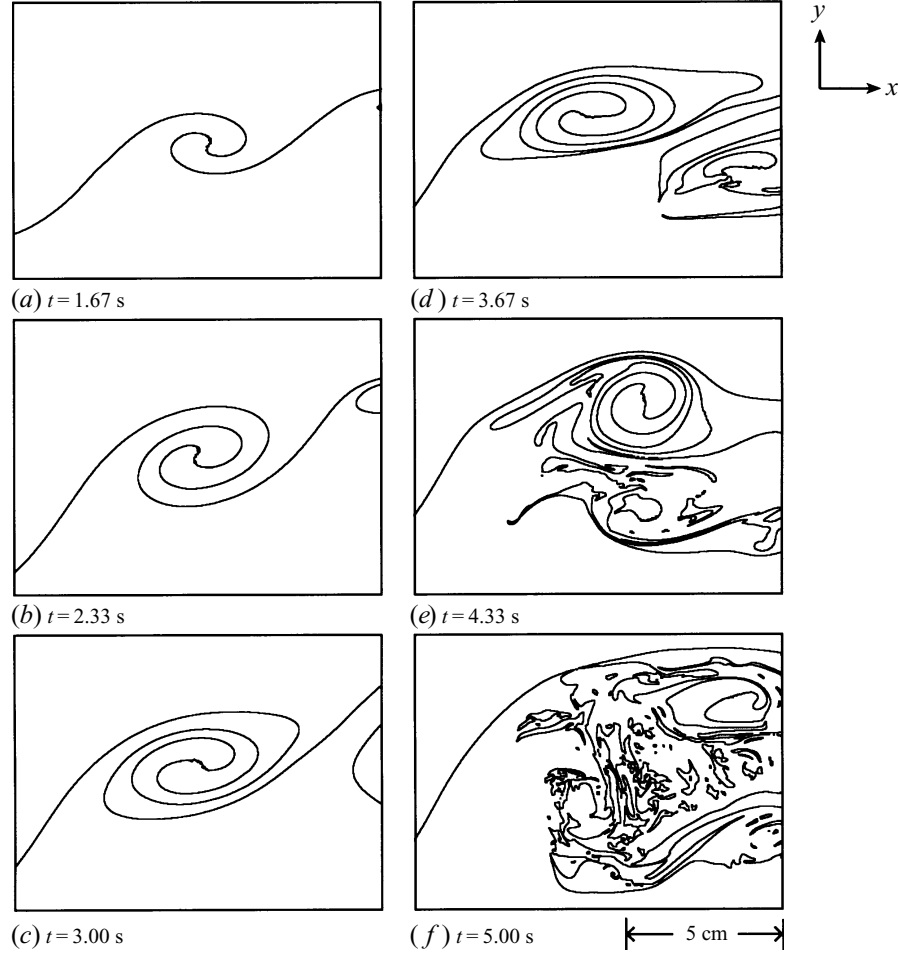 y
x
(a) t = 1.67 s
(d) t = 3.67 s
(b) t = 2.33 s
(e) t = 4.33 s
(c) t = 3.00 s
(f) t = 5.00 s
5 cm